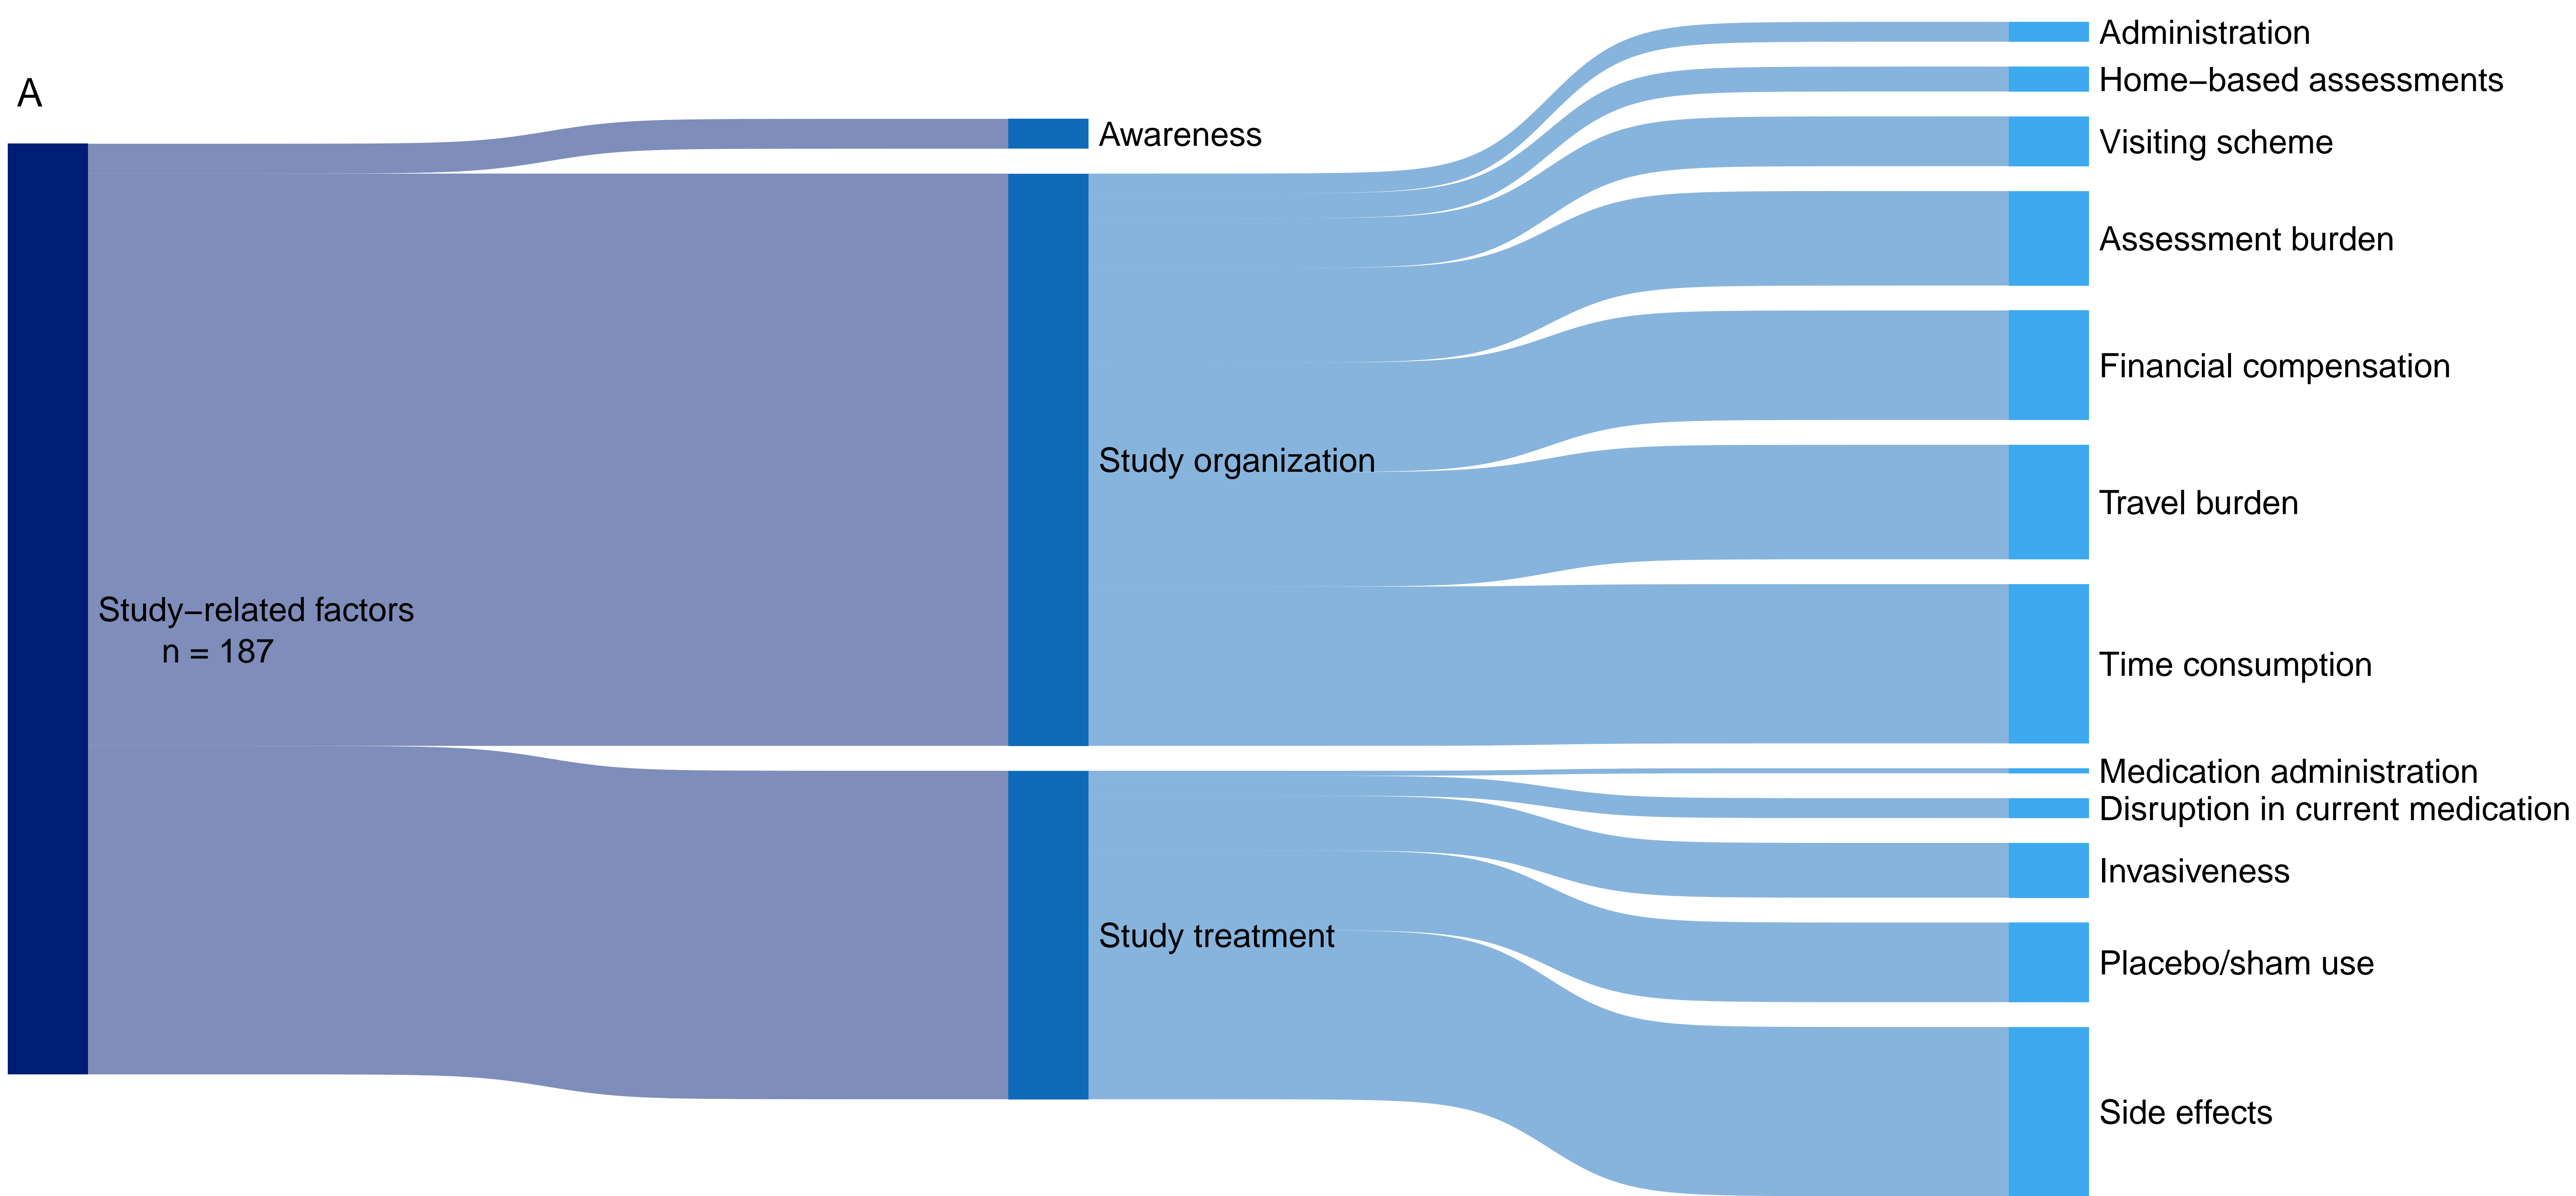 A
Study−related factors
n = 187
Awareness
Study organization
Study treatment
Administration
Home−based assessments
Visiting scheme
Assessment burden
Financial compensation
Travel burden
Time consumption
Medication administration
Disruption in current medication
Invasiveness
Placebo/sham use
Side effects